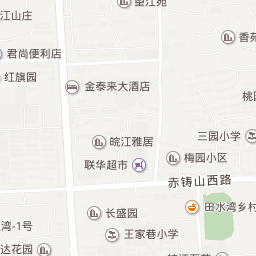 望江苑
江山庄
香苑
君尚便利店
红旗园
金泰来大酒店
桃
三园小学
皖江雅居
梅园小区
联华超市
赤铸山西路
田水湾乡村
长盛园
湾-1号
王家巷小学
达花园